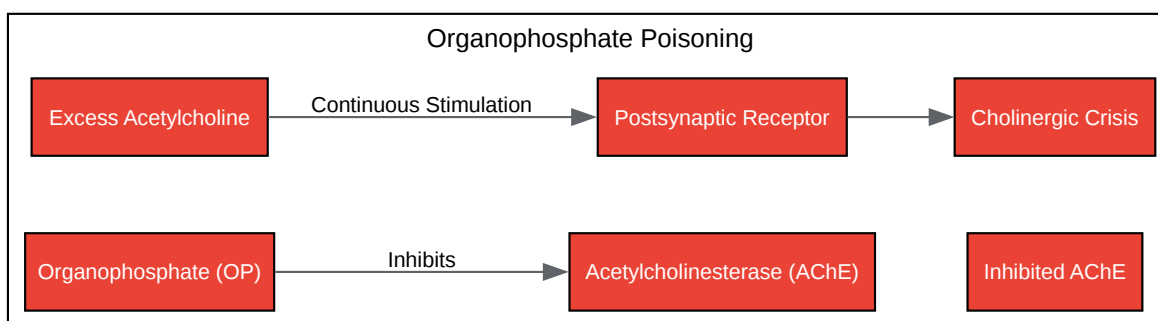 Organophosphate Poisoning
Excess Acetylcholine
Continuous Stimulation
Postsynaptic Receptor
Cholinergic Crisis
Organophosphate (OP)
Inhibits
Acetylcholinesterase (AChE)
Inhibited AChE